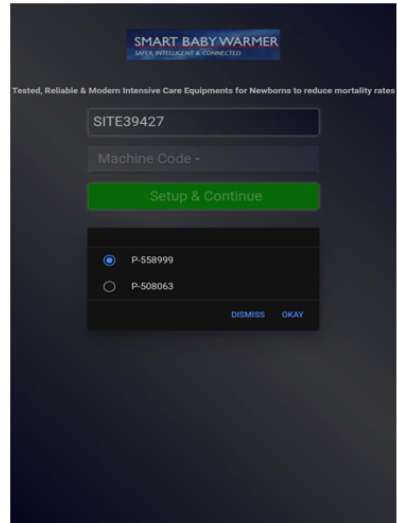 SMART BABY WARMER
SAFER, INTELLIGENT & CONNECTED
Tested, Reliable & Modern Intensive Care Equipments for Newborns to reduce mortality rates
SITE39427
Machine Code -
Setup & Continue
P-558999
P-508063
DISMISS OKAY